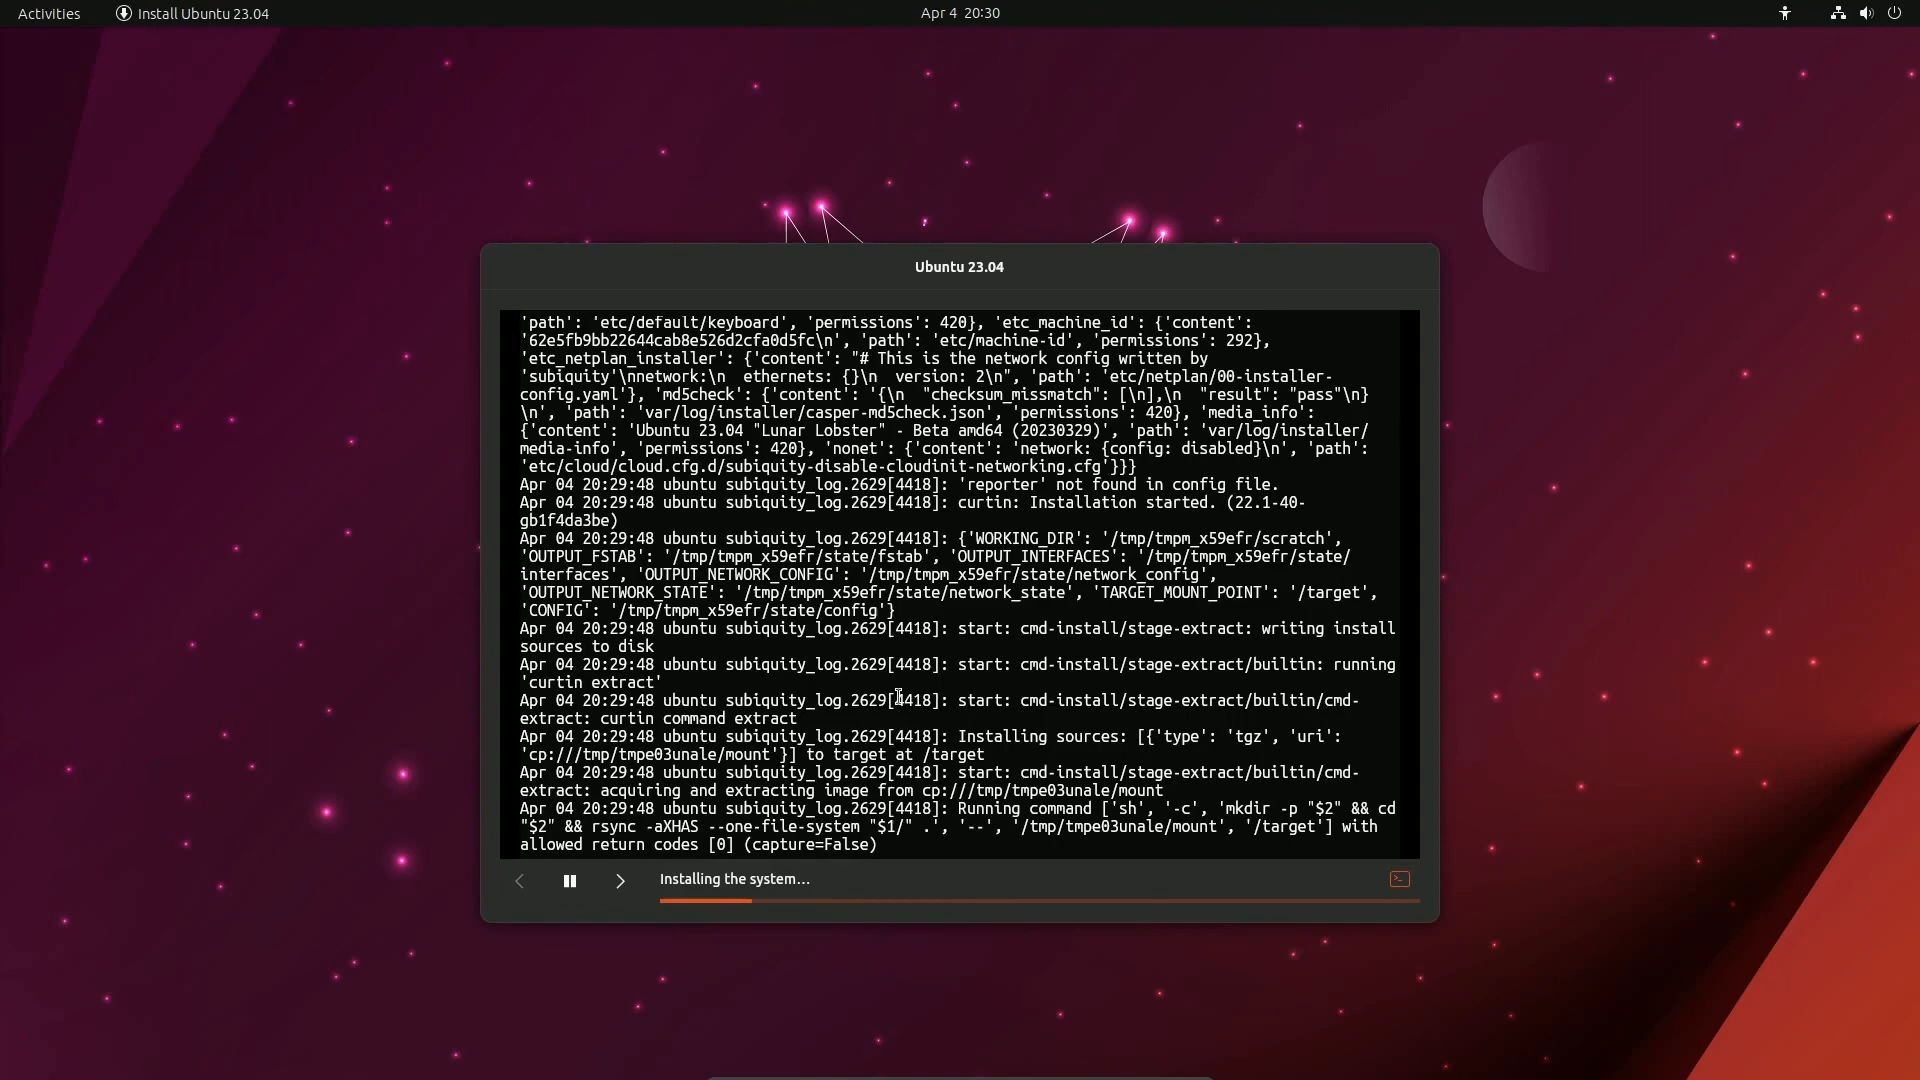 Activities
Install Ubuntu 23.04
Apr 4 20:30
Ubuntu 23.04
'path': 'etc/default/keyboard', 'permissions': 420}, 'etc_machine_id': {'content':
'62e5fb9bb22644cab8e526d2cfa0d5fc\n', 'path': 'etc/machine-id', 'permissions': 292},
'etc_netplan_installer': {'content': "# This is the network config written by
'subiquity'\nnetwork:\n  ethernets: {}\n  version: 2\n", 'path': 'etc/netplan/00-installer-
config.yaml'}, 'md5check': {'content': '{\n  "checksum_missmatch": [\n],\n  "result": "pass"\n}
\n', 'path': 'var/log/installer/casper-md5check.json', 'permissions': 420}, 'media_info':
{'content': 'Ubuntu 23.04 "Lunar Lobster" - Beta amd64 (20230329)', 'path': 'var/log/installer/
media-info', 'permissions': 420}, 'nonet': {'content': 'network: {config: disabled}\n', 'path':
'etc/cloud/cloud.cfg.d/subiquity-disable-cloudinit-networking.cfg'}}}
Apr 04 20:29:48 ubuntu subiquity_log.2629[4418]: 'reporter' not found in config file.
Apr 04 20:29:48 ubuntu subiquity_log.2629[4418]: curtin: Installation started. (22.1-40-
gb1f4da3be)
Apr 04 20:29:48 ubuntu subiquity_log.2629[4418]: {'WORKING_DIR': '/tmp/tmpm_x59efr/scratch',
'OUTPUT_FSTAB': '/tmp/tmpm_x59efr/state/fstab', 'OUTPUT_INTERFACES': '/tmp/tmpm_x59efr/state/
interfaces', 'OUTPUT_NETWORK_CONFIG': '/tmp/tmpm_x59efr/state/network_config',
'OUTPUT_NETWORK_STATE': '/tmp/tmpm_x59efr/state/network_state', 'TARGET_MOUNT_POINT': '/target',
'CONFIG': '/tmp/tmpm_x59efr/state/config'}
Apr 04 20:29:48 ubuntu subiquity_log.2629[4418]: start: cmd-install/stage-extract: writing install
sources to disk
Apr 04 20:29:48 ubuntu subiquity_log.2629[4418]: start: cmd-install/stage-extract/builtin: running
'curtin extract'
Apr 04 20:29:48 ubuntu subiquity_log.2629[4418]: start: cmd-install/stage-extract/builtin/cmd-
extract: curtin command extract
Apr 04 20:29:48 ubuntu subiquity_log.2629[4418]: Installing sources: [{'type': 'tgz', 'uri':
'cp:///tmp/tmpe03unale/mount'}] to target at /target
Apr 04 20:29:48 ubuntu subiquity_log.2629[4418]: start: cmd-install/stage-extract/builtin/cmd-
extract: acquiring and extracting image from cp:///tmp/tmpe03unale/mount
Apr 04 20:29:48 ubuntu subiquity_log.2629[4418]: Running command ['sh', '-c', 'mkdir -p "$2" && cd
"$2" && rsync -aXHAS --one-file-system "$1/" .', '--', '/tmp/tmpe03unale/mount', '/target'] with
allowed return codes [0] (capture=False)
Installing the system...